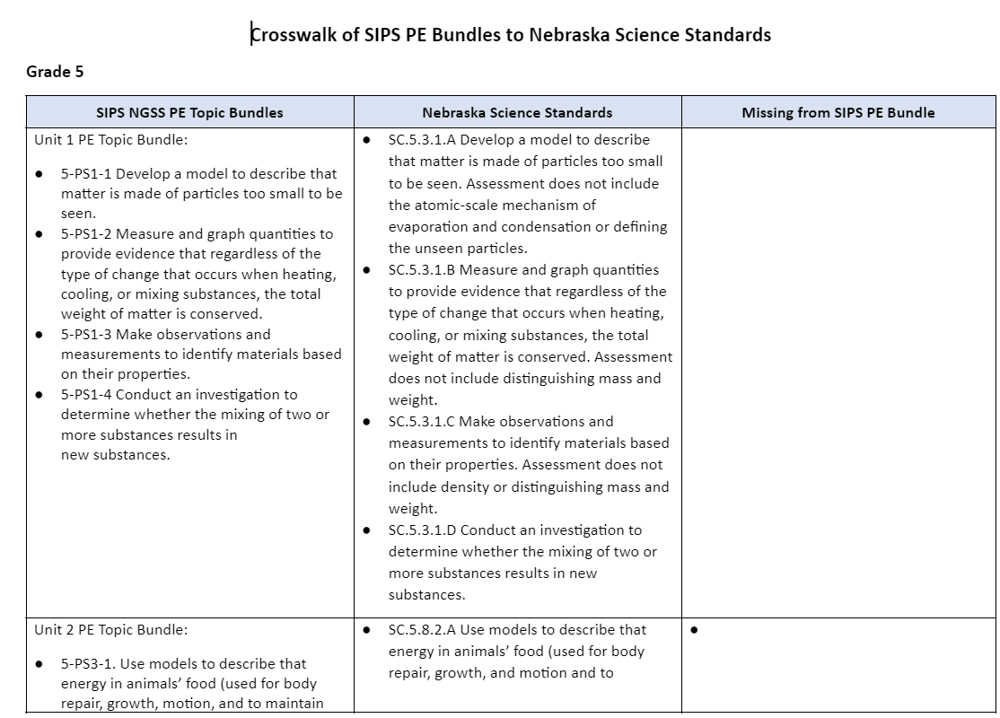 Crosswalk of SIPS PE Bundles to Nebraska Science Standards
Grade 5
SIPS NGSS PE Topic Bundles
Nebraska Science Standards
Missing from SIPS PE Bundle
Unit 1 PE Topic Bundle:
● 5-PS1-1 Develop a model to describe that
matter is made of particles too small to be
seen.
● 5-PS1-2 Measure and graph quantities to
provide evidence that regardless of the
type of change that occurs when heating,
cooling, or mixing substances, the total
weight of matter is conserved.
● 5-PS1-3 Make observations and
measurements to identify materials based
on their properties.
● 5-PS1-4 Conduct an investigation to
determine whether the mixing of two or
more substances results in
new substances.
● SC.5.3.1.A Develop a model to describe
that matter is made of particles too small
to be seen. Assessment does not include
the atomic-scale mechanism of
evaporation and condensation or defining
the unseen particles.
● SC.5.3.1.B Measure and graph quantities
to provide evidence that regardless of the
type of change that occurs when heating,
cooling, or mixing substances, the total
weight of matter is conserved. Assessment
does not include distinguishing mass and
weight.
● SC.5.3.1.C Make observations and
measurements to identify materials based
on their properties. Assessment does not
include density or distinguishing mass and
weight.
● SC.5.3.1.D Conduct an investigation to
determine whether the mixing of two or
more substances results in new
substances.
Unit 2 PE Topic Bundle:
● 5-PS3-1. Use models to describe that
energy in animals’ food (used for body
repair, growth, motion, and to maintain
● SC.5.8.2.A Use models to describe that
energy in animals’ food (used for body
repair, growth, and motion and to
●